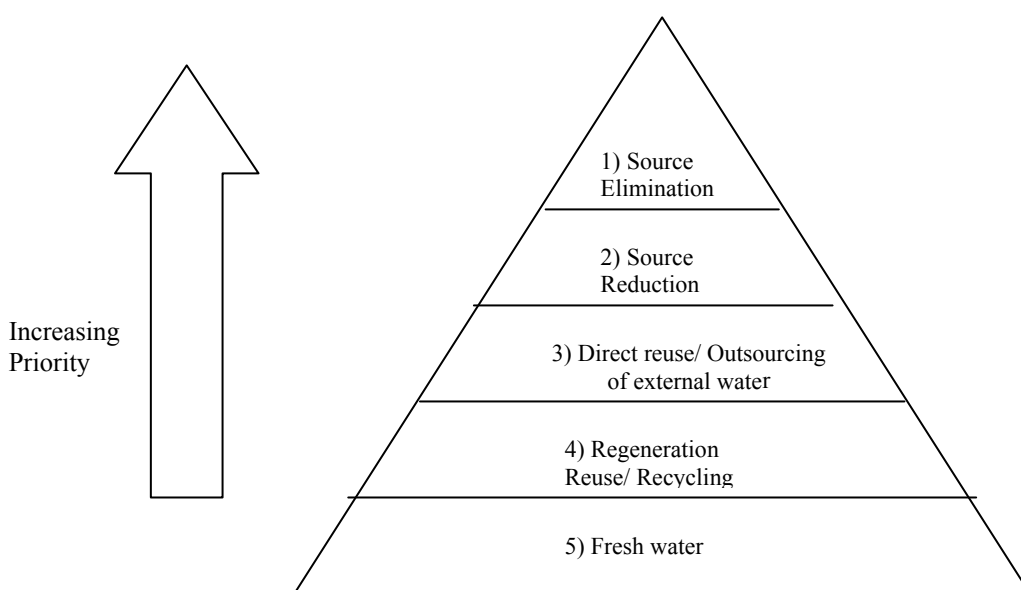 1) Source
Elimination
2) Source
Reduction
Increasing
Priority
3) Direct reuse/ Outsourcing
of external water
4) Regeneration
Reuse/ Recycling
5) Fresh water